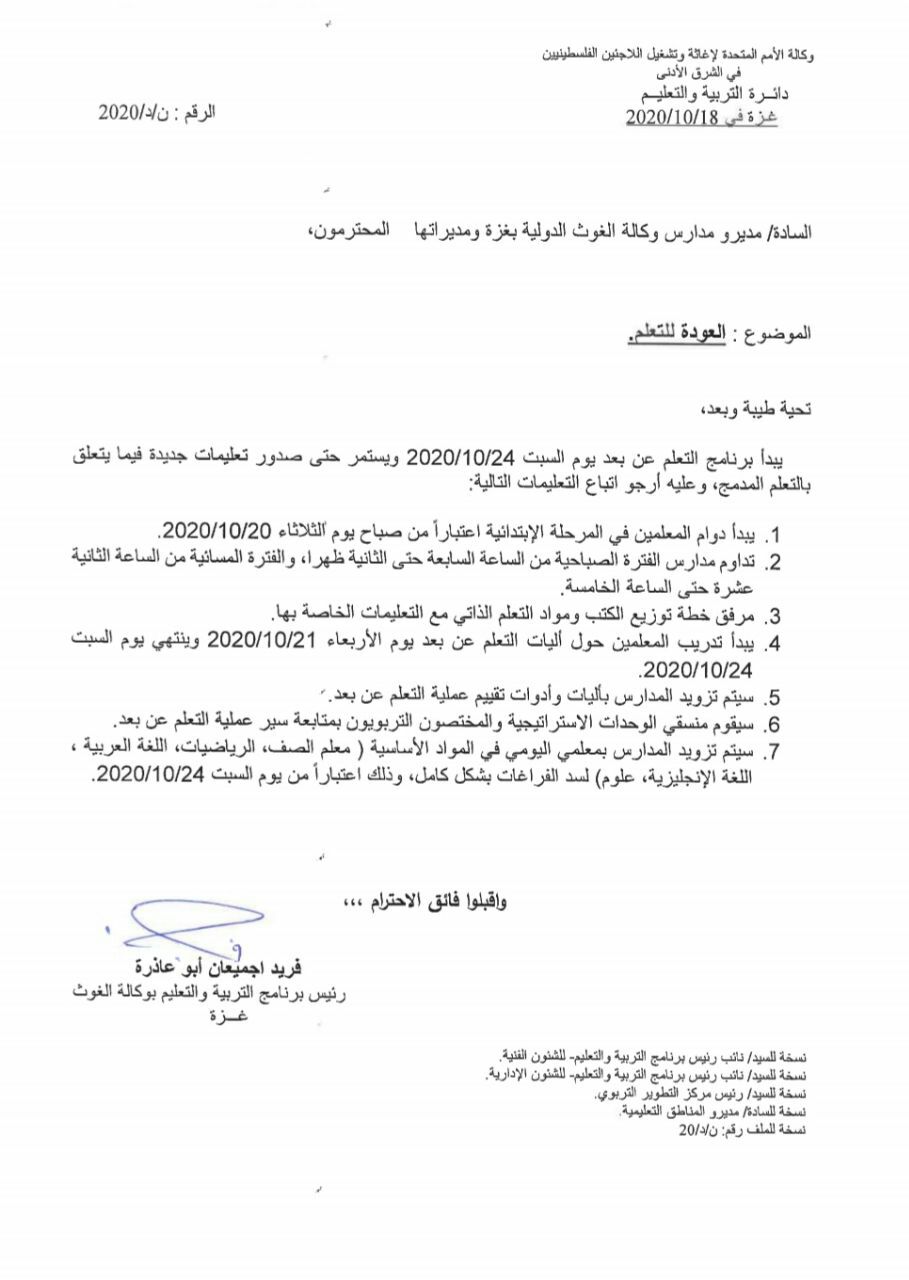 وكالة الأمم المتحدة لإغاثة وتشغيل اللاجئين الفلسطينيين
في الشرق الأدنى
دائـرة التربية والتعليـم
غـزة في 2020/10/18
الرقم : ن/د/2020
السادة/ مديرو مدارس وكالة الغوث الدولية بغزة ومديراتها المحترمون،
الموضوع : العودة للتعلم.
تحية طيبة وبعد،
يبدأ برنامج التعلم عن بعد يوم السبت 2020/10/24 ويستمر حتى صدور تعليمات جديدة فيما يتعلق
بالتعلم المدمج، وعليه أرجو اتباع التعليمات التالية:
1. يبدأ دوام المعلمين في المرحلة الإبتدائية اعتباراً من صباح يوم الثلاثاء 2020/10/20.
2. تداوم مدارس الفترة الصباحية من الساعة السابعة حتى الثانية ظهرا، والفترة المسائية من الساعة الثانية
عشرة حتى الساعة الخامسة.
3. مرفق خطة توزيع الكتب ومواد التعلم الذاتي مع التعليمات الخاصة بها.
4. يبدأ تدريب المعلمين حول أليات التعلم عن بعد يوم الأربعاء 2020/10/21 وينتهي يوم السبت
2020/10/24.
5. سيتم تزويد المدارس بأليات وأدوات تقييم عملية التعلم عن بعد.
6. سيقوم منسقي الوحدات الاستراتيجية والمختصون التربويون بمتابعة سير عملية التعلم عن بعد.
7. سيتم تزويد المدارس بمعلمي اليومي في المواد الأساسية ( معلم الصف، الرياضيات، اللغة العربية ،
اللغة الإنجليزية، علوم) لسد الفراغات بشكل كامل، وذلك اعتباراً من يوم السبت 2020/10/24.
واقبلوا فائق الاحترام ،،،
فريد اجميعان أبو عاذرة
رئيس برنامج التربية والتعليم بوكالة الغوث
غــزة
نسخة للسيد/ نائب رئيس برنامج التربية والتعليم- للشئون الفنية.
نسخة للسيد/ نائب رئيس برنامج التربية والتعليم- للشئون الإدارية.
نسخة للسيد/ رئيس مركز التطوير التربوي.
نسخة للسادة/ مديرو المناطق التعليمية.
نسخة للملف رقم: ن/د/20